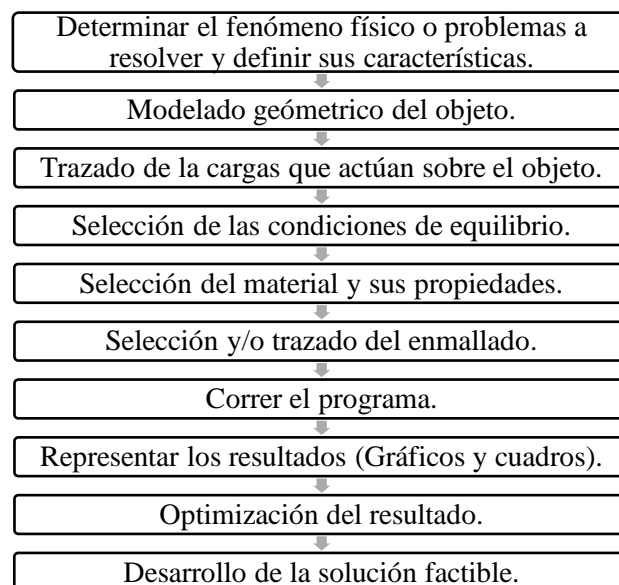 Determinar el fenómeno físico o problemas a
resolver y definir sus características.
Modelado geómetrico del objeto.
Trazado de la cargas que actúan sobre el objeto.
Selección de las condiciones de equilibrio.
Selección del material y sus propiedades.
Selección y/o trazado del enmallado.
Correr el programa.
Representar los resultados (Gráficos y cuadros).
Optimización del resultado.
Desarrollo de la solución factible.